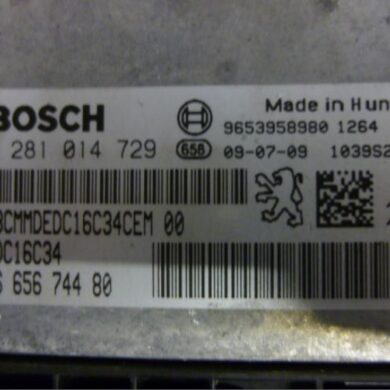 BOSCH
Made in Hun
9653958980 1264
281 014 729 658 09-07-09 1039S2
BCMMDEDC16C34CEM 00
DC16C34
6 656 744 80